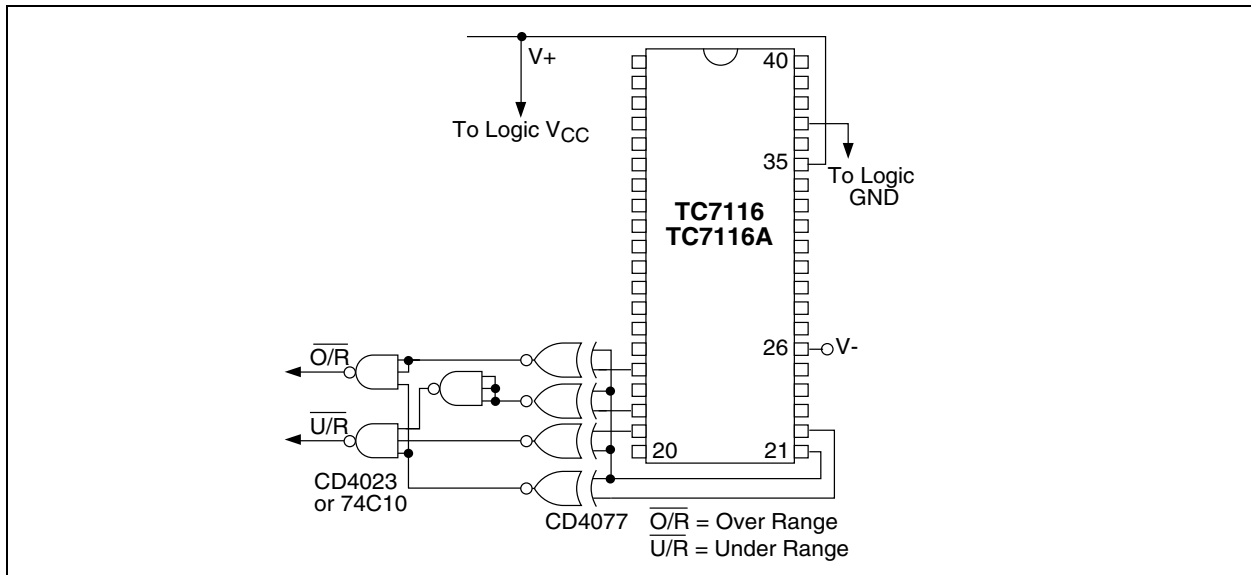 V+
To Logic VCC
40
35
To Logic
GND
TC7116
TC7116A
26
V-
O/R
U/R
20
21
CD4023
or 74C10
CD4077
O/R = Over Range
U/R = Under Range